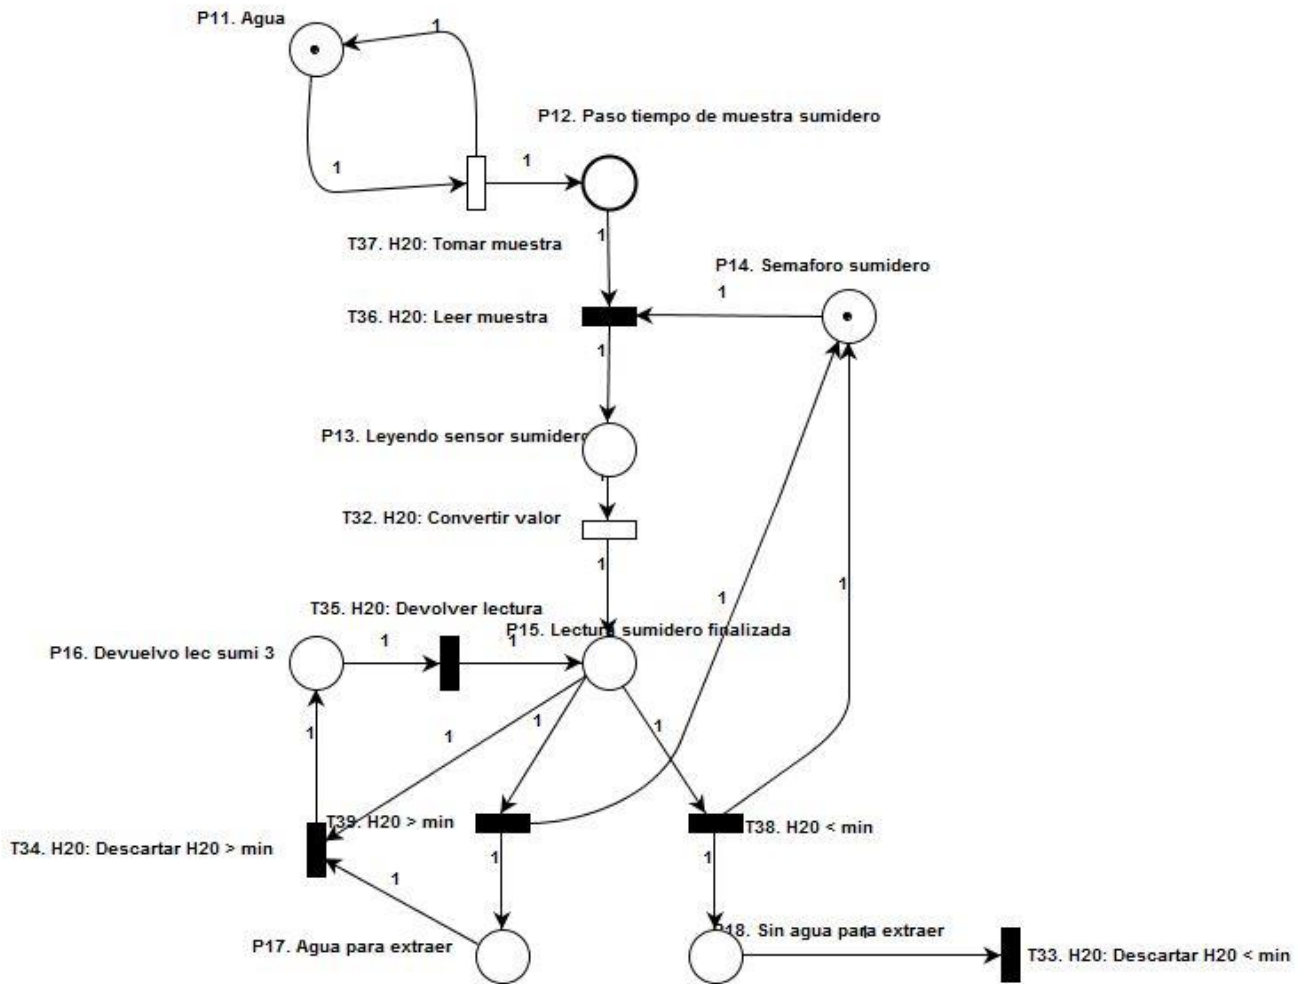 P11. Agua
1
1
P12. Paso tiempo de muestra sumidero
1
T37. H20: Tomar muestra
1
P14. Semaforo sumidero
1
T36. H20: Leer muestra
1
P13. Leyendo sensor sumidero
T32. H20: Convertir valor
1
T35. H20: Devolver lectura
P15. Lectura sumidero finalizada
P16. Devuelvo lec sumi 3
1
1
1
1
1
1
1
1
T39. H20 > min
T38. H20 < min
T34. H20: Descartar H20 > min
1
1
1
P17. Agua para extraer
P18. Sin agua para extraer
1
T33. H20: Descartar H20 < min